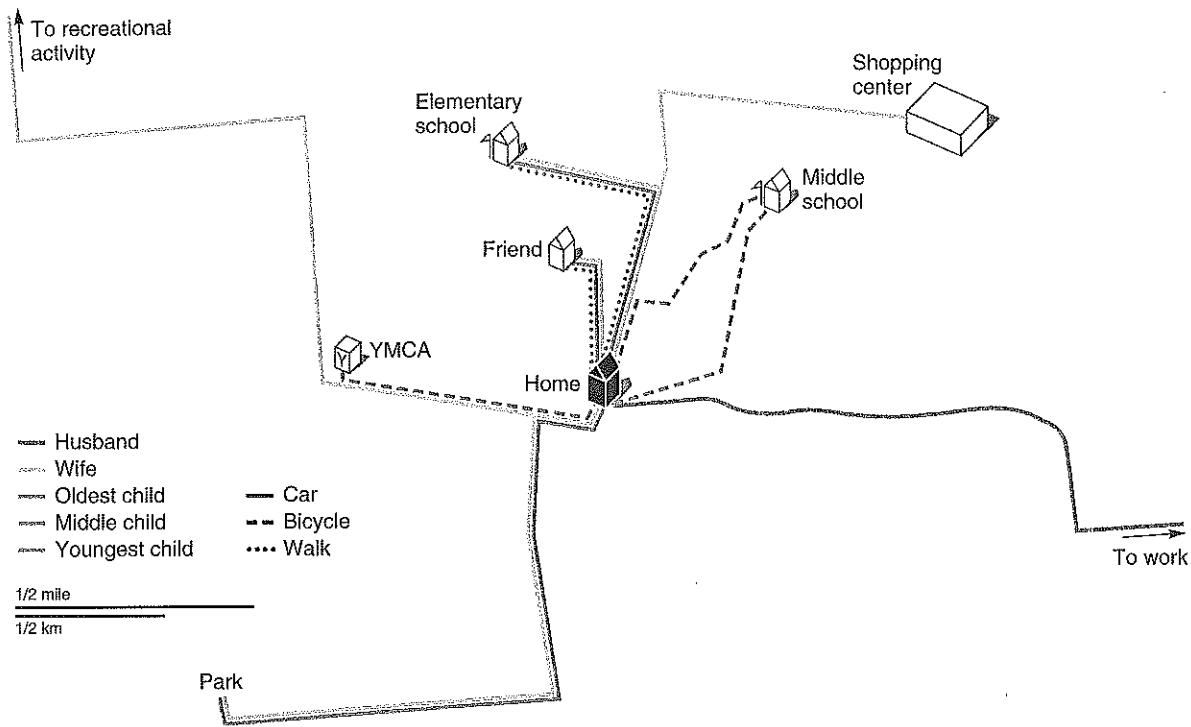 To recreational
activity
Shopping
center
Elementary
school
Middle
school
Friend
Y
YMCA
Home
Husband
Wife
Oldest child
Middle child
Youngest child
Car
Bicycle
Walk
To work
1/2 mile
1/2 km
Park